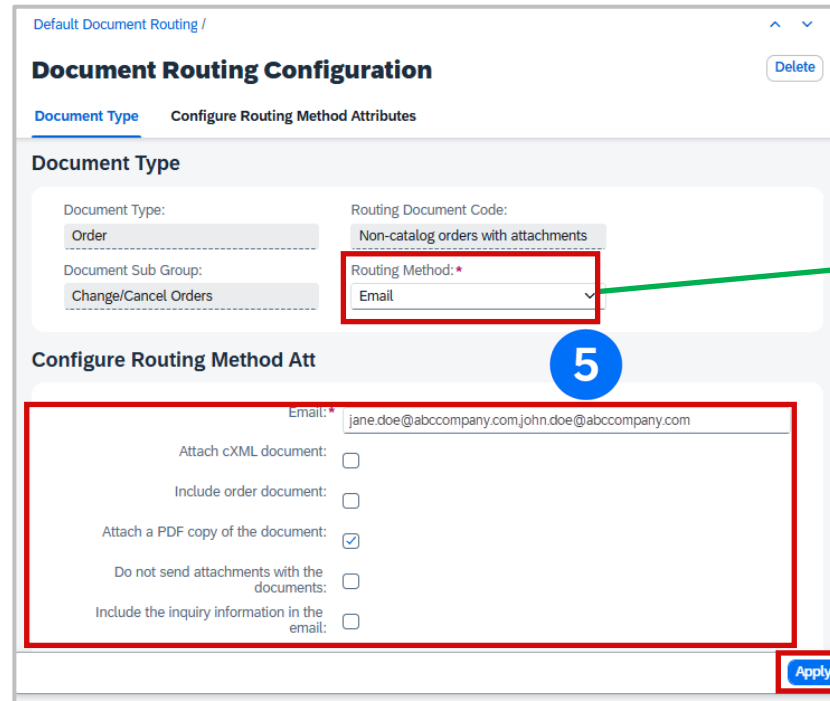 Default Document Routing /
Document Routing Configuration
Delete
Document Type
Configure Routing Method Attributes
Document Type
Document Type:
Routing Document Code:
Order
Non-catalog orders with attachments
Document Sub Group:
Routing Method:*
Change/Cancel Orders
Email
Configure Routing Method Att
5
Email:*
jane.doe@abccompany.com,john.doe@abccompany.com
Attach cXML document:
Include order document:
Attach a PDF copy of the document:
Do not send attachments with the
documents:
Include the inquiry information in the
email:
Apply